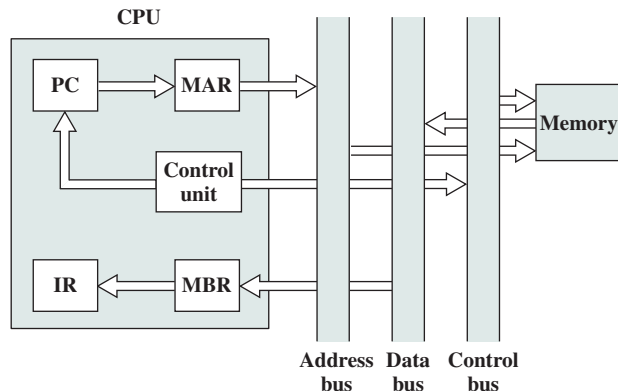 CPU
PC
MAR
Memory
Control
unit
IR
MBR
Address
bus
Data
bus
Control
bus